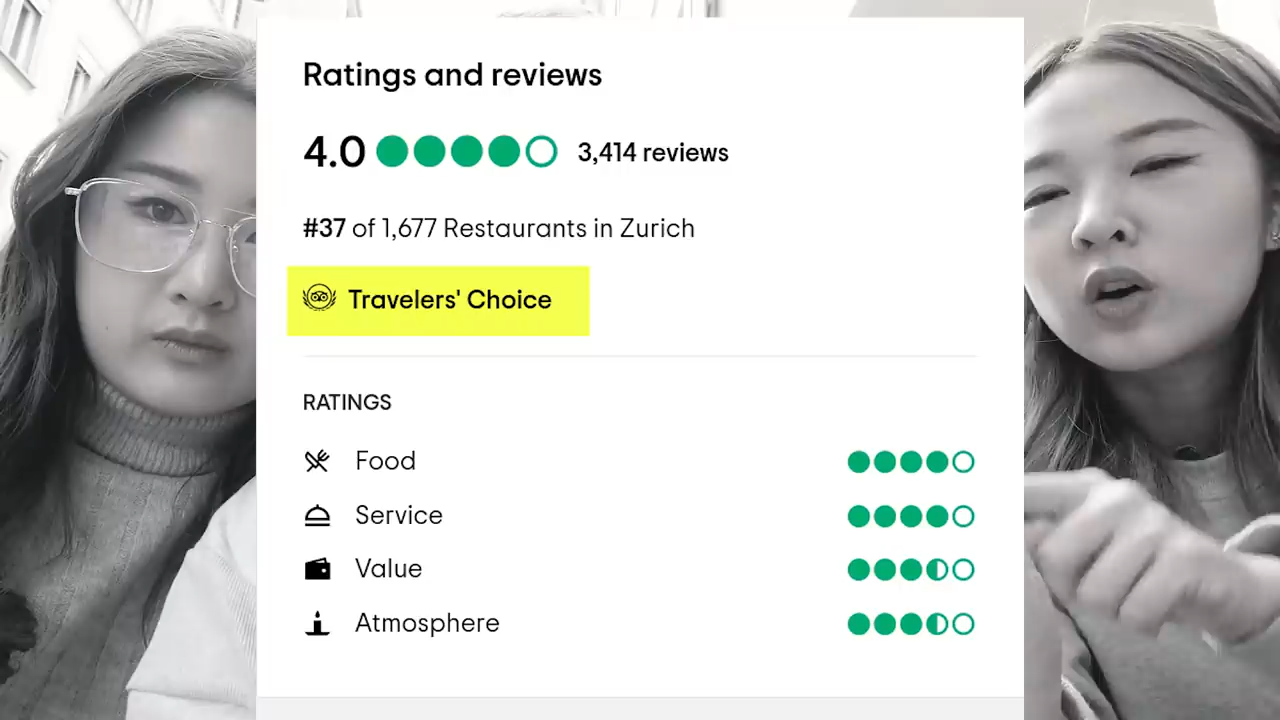 Ratings and reviews
4.0 3,414 reviews
#37 of 1,677 Restaurants in Zurich
Travelers' Choice
RATINGS
Food
Service
Value
Atmosphere